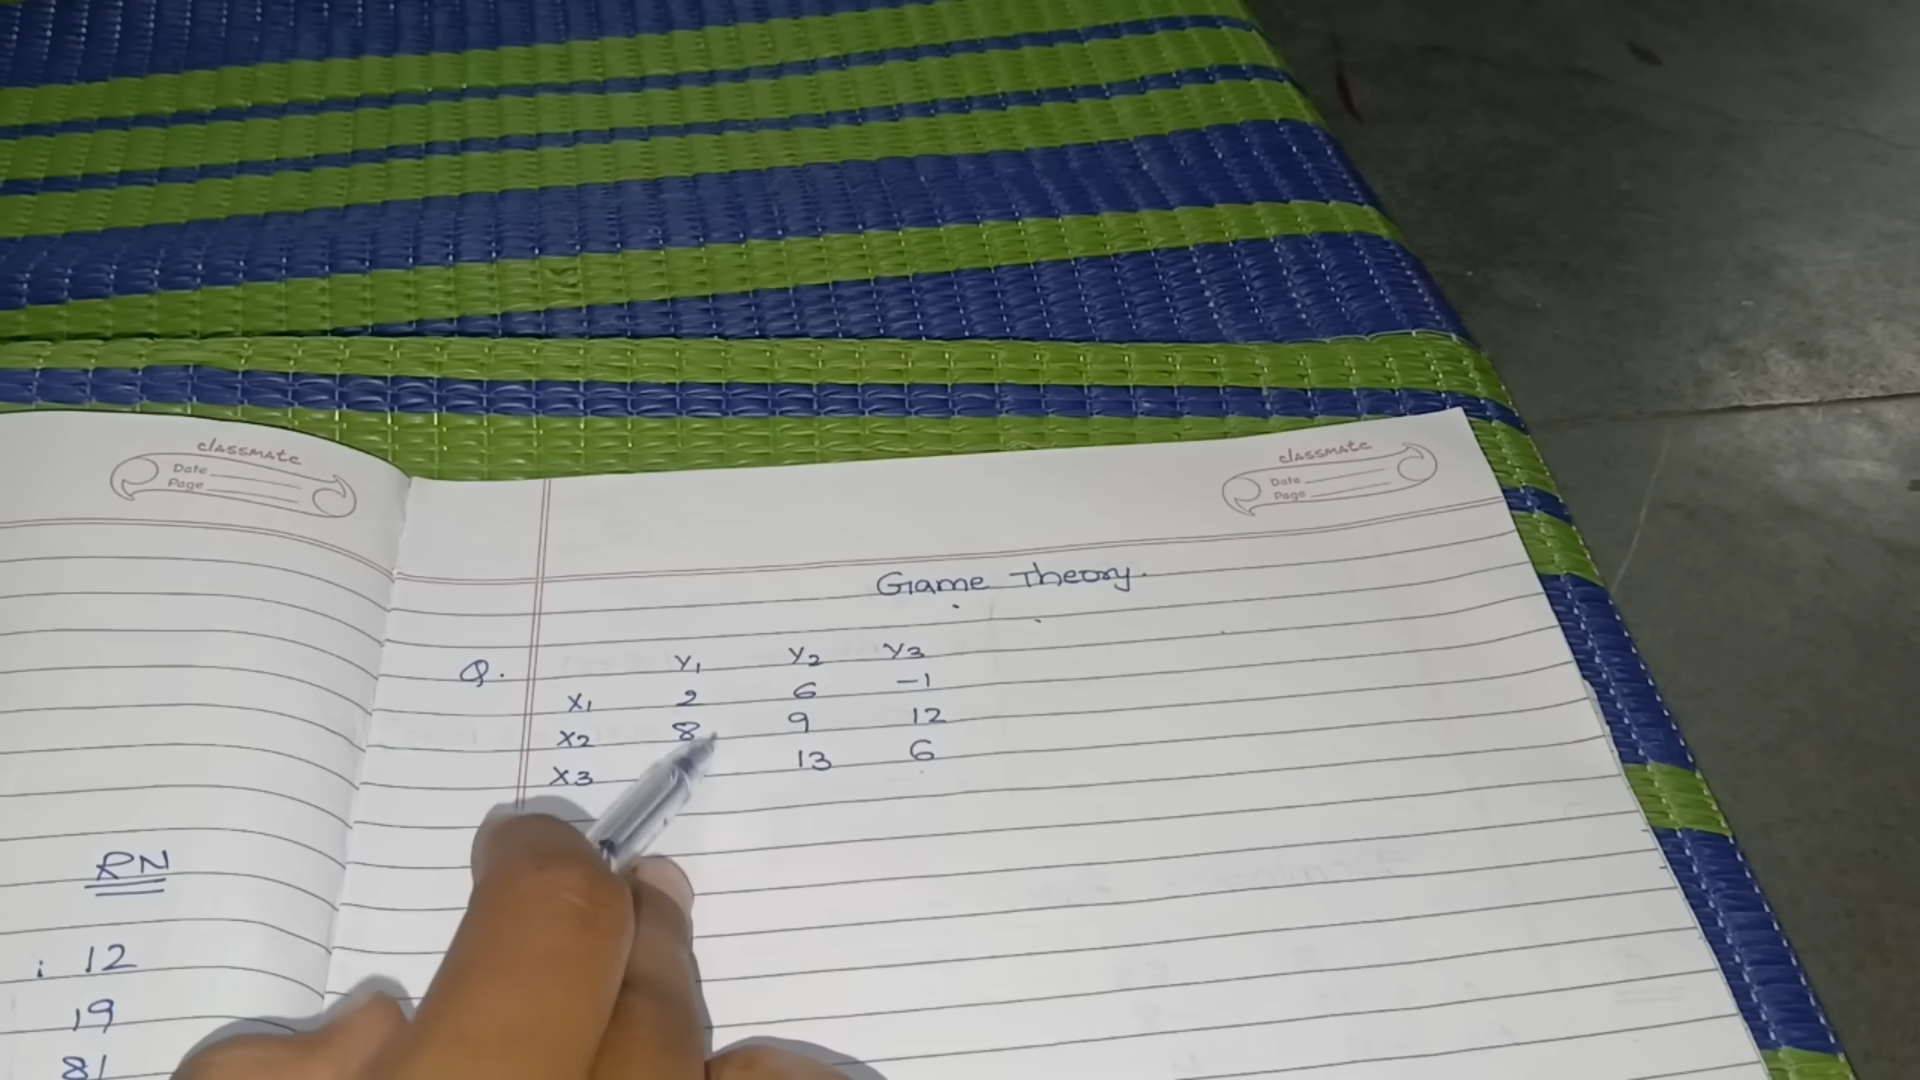 classmate
Date
Page
RN
: 12
19
81
classmate
Date
Page
Game Theory.
Q. Y1 Y2 Y3
X1 2 6 -1
X2 8 9 12
X3 13 6